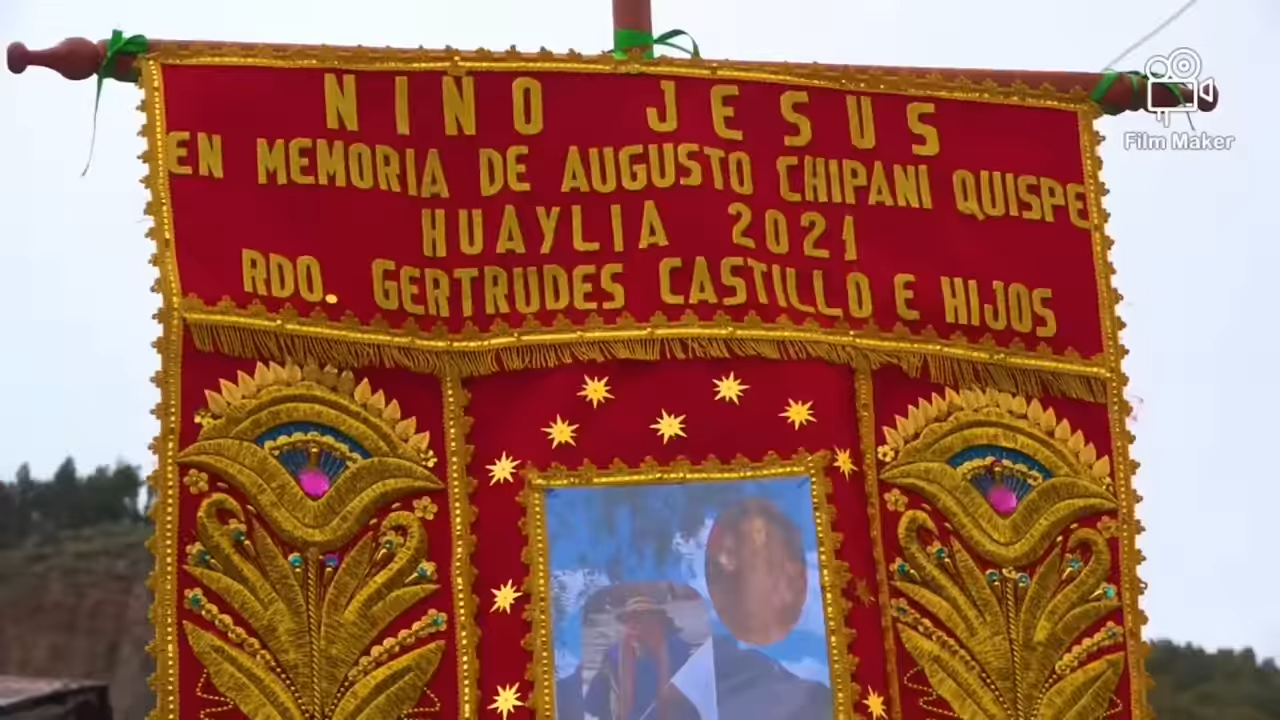 NIÑO JESUS
EN MEMORIA DE AUGUSTO CHIPANI QUISPE
HUAYLIA 2021
RDO. GERTRUDES CASTILLO E HIJOS
Film Maker